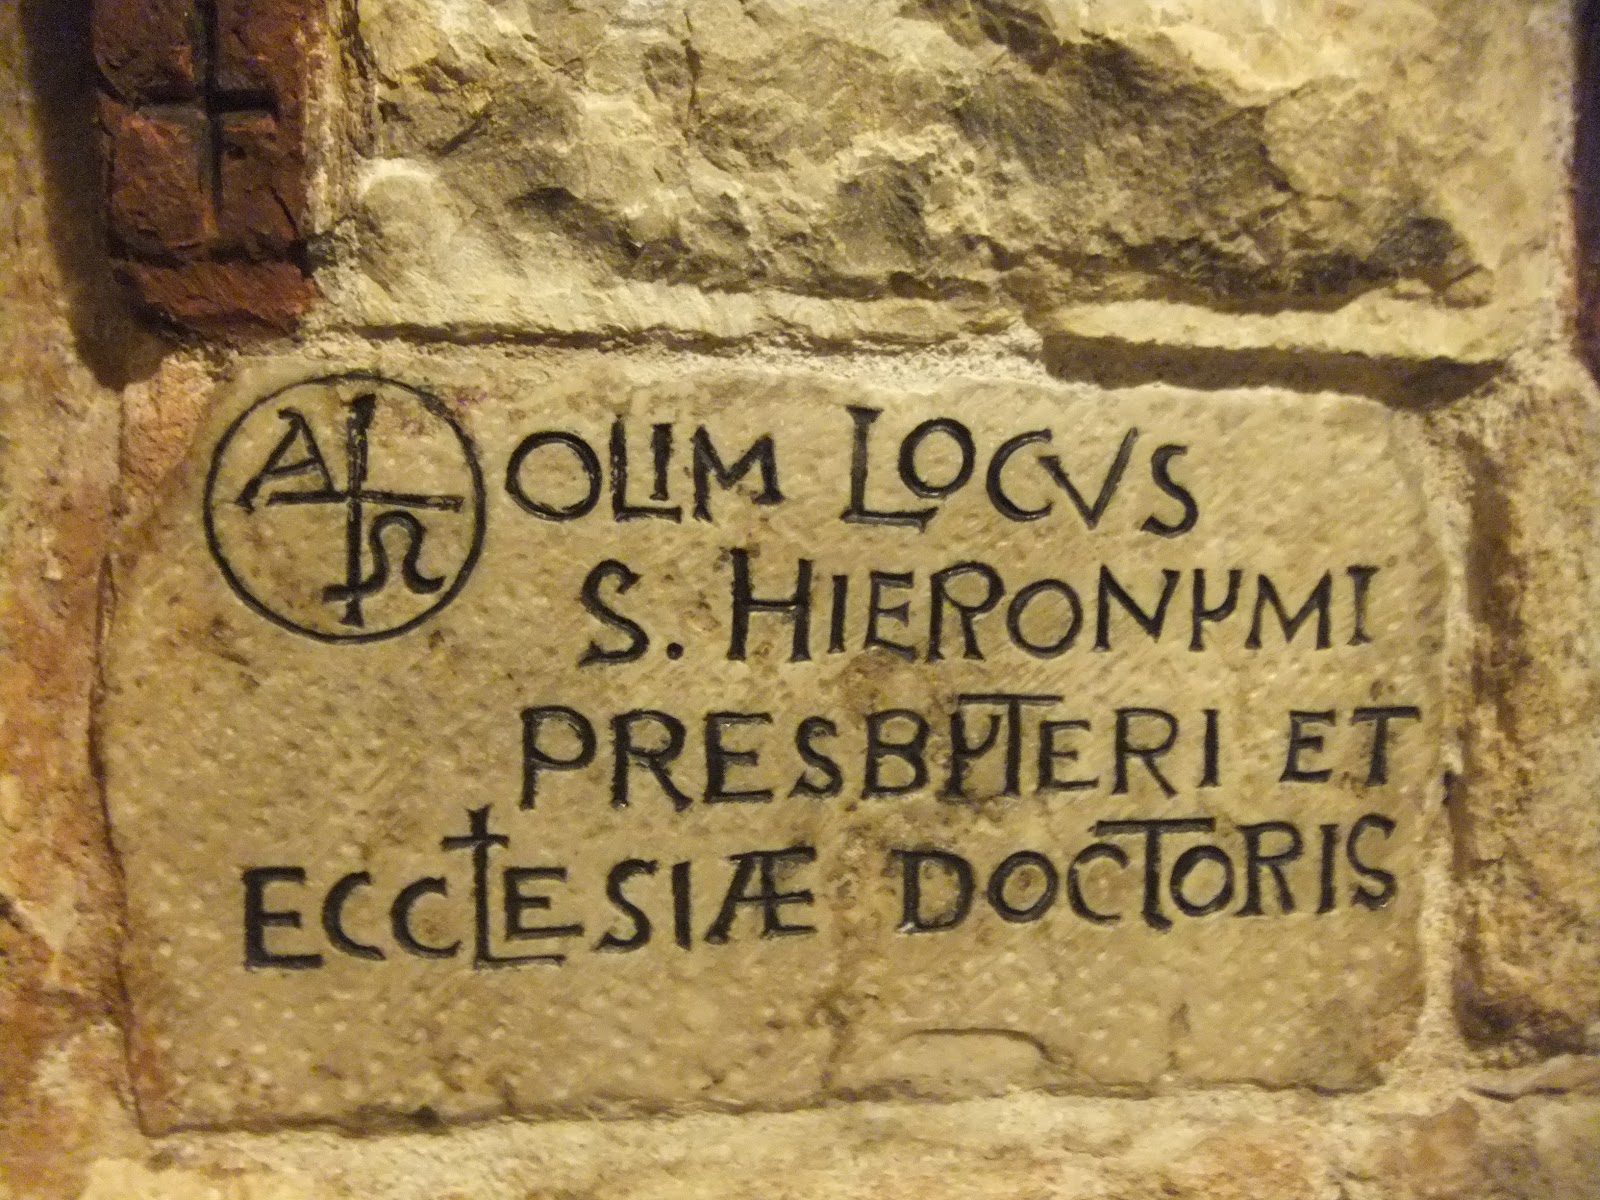 Α Ω
OLIM LOCVS
S. HIERONYMI
PRESBYTERI ET
ECCLESIÆ DOCTORIS